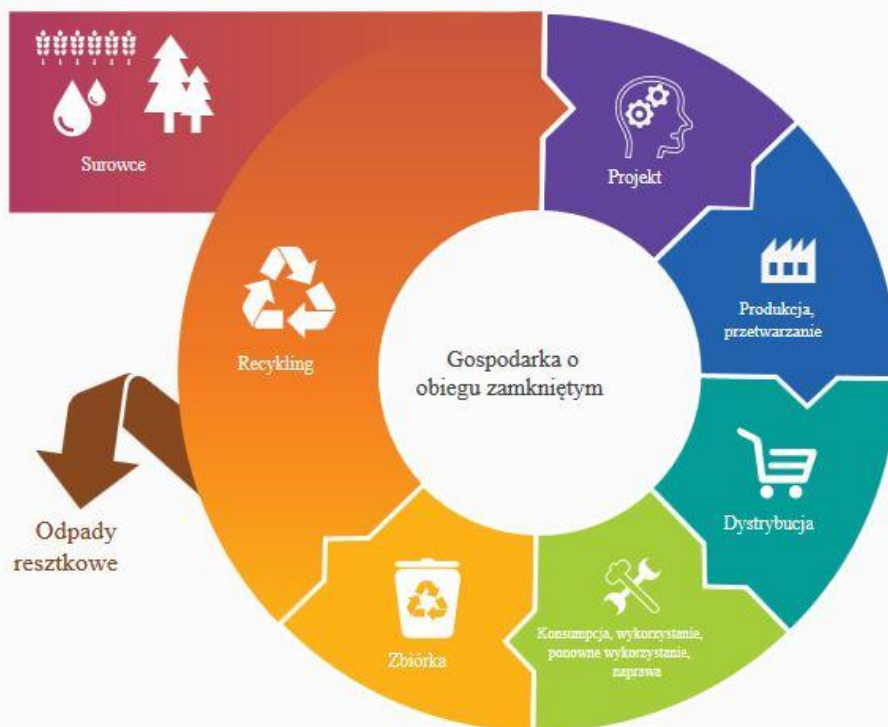 Surowce
Projekt
Produkcja,
przetwarzanie
Recykling
Gospodarka o
obiegu zamkniętym
Dystrybucja
Odpady
resztkowe
Konsumpcja, wykorzystanie,
ponowne wykorzystanie,
naprawa
Zbiórka